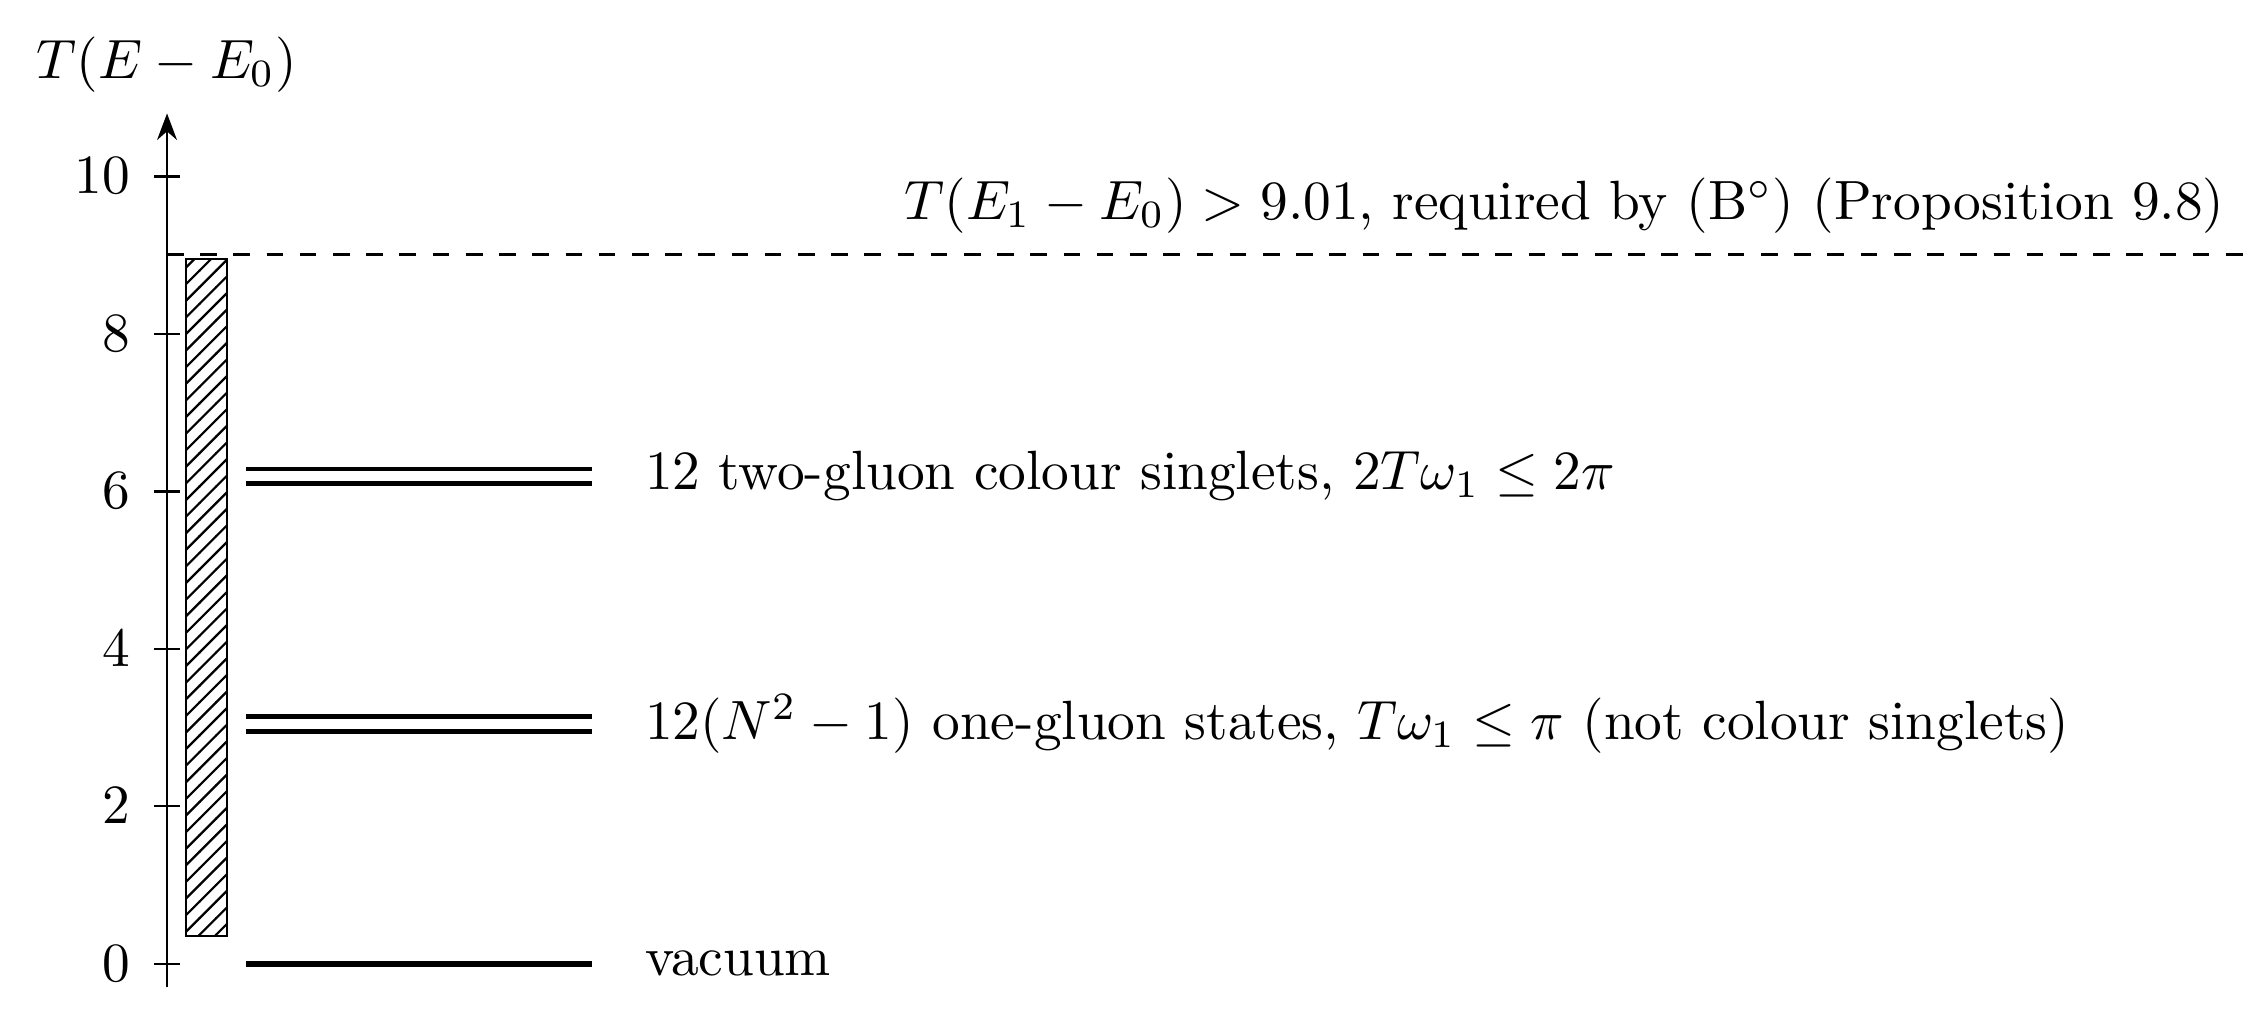 T(E − E₀)
10
T(E₁ − E₀) > 9.01, required by (B°) (Proposition 9.8)
8
6
12 two-gluon colour singlets, 2Tω₁ ≤ 2π
4
12(N² − 1) one-gluon states, Tω₁ ≤ π (not colour singlets)
2
0
vacuum